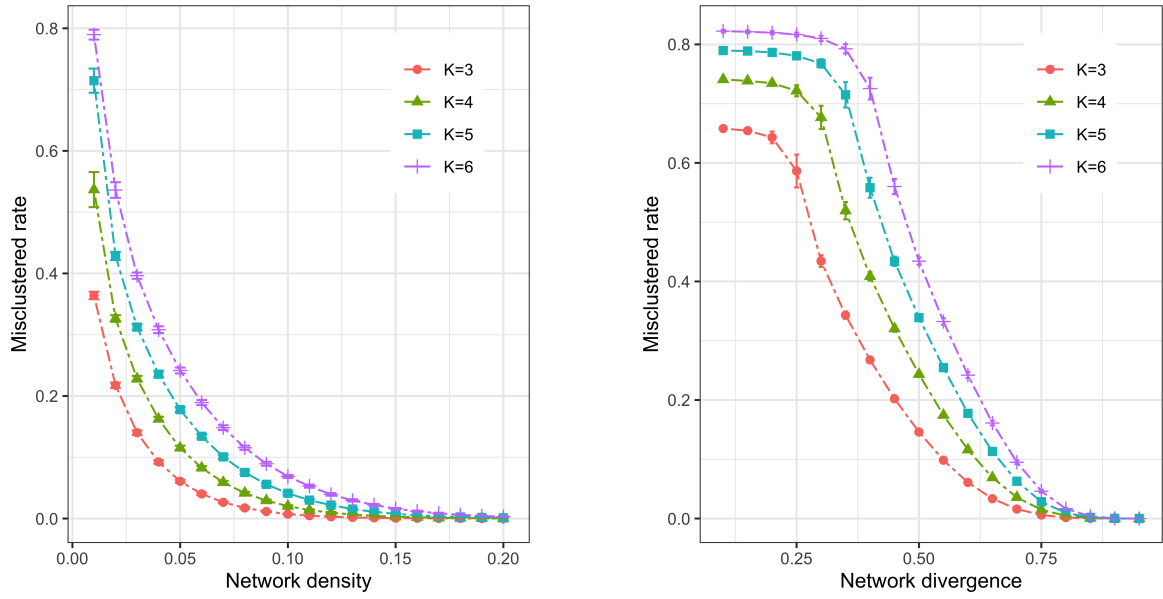 0.8
0.6
0.4
0.2
0.0
Misclustered rate
0.00
0.05
0.10
0.15
0.20
Network density
K=3
K=4
K=5
K=6
0.8
0.6
0.4
0.2
0.0
Misclustered rate
0.25
0.50
0.75
Network divergence
K=3
K=4
K=5
K=6